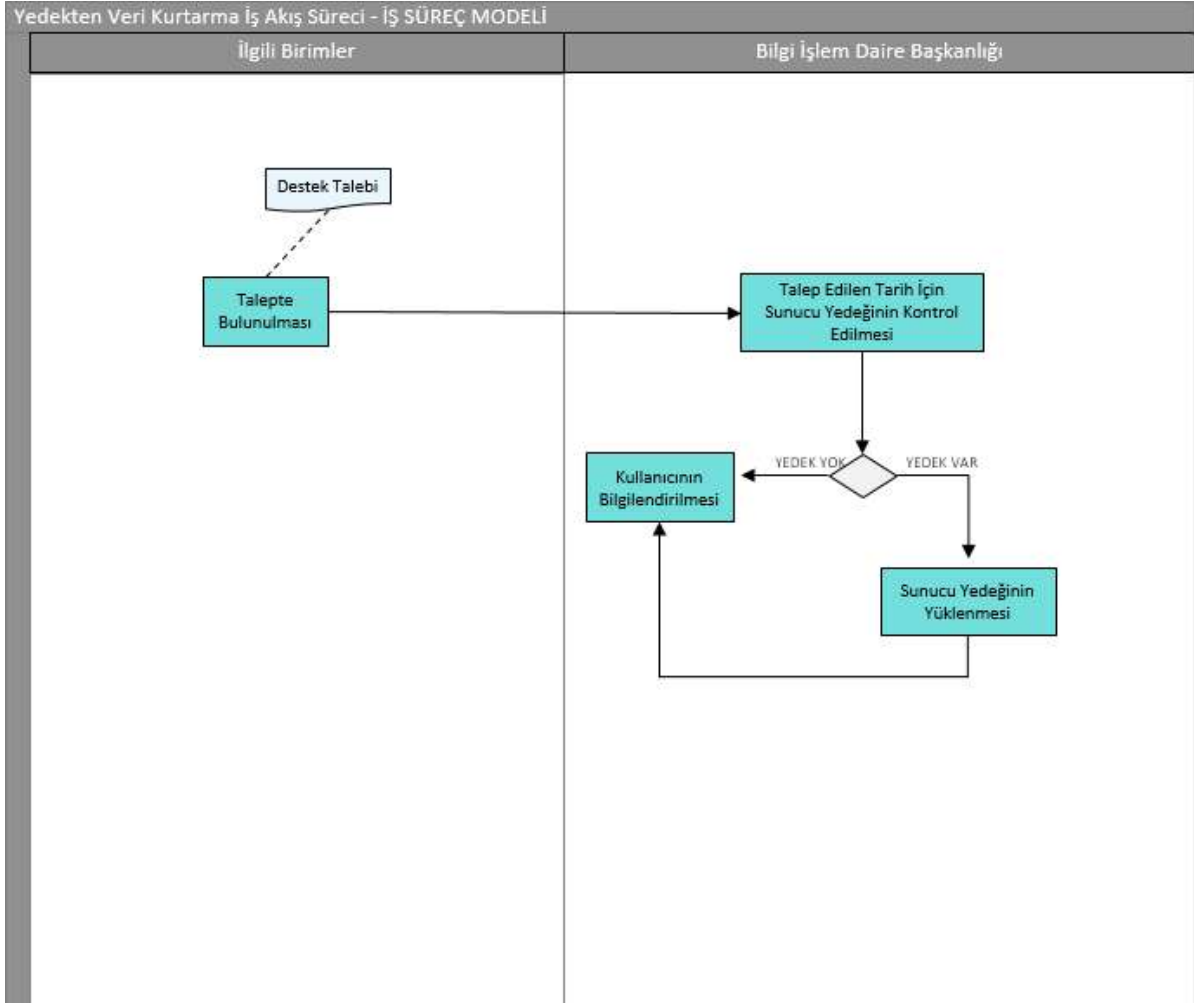 Yedekten Veri Kurtarma İş Akış Süreci - İŞ SÜREÇ MODELİ
İlgili Birimler
Bilgi İşlem Daire Başkanlığı
Destek Talebi
Talepte
Bulunulması
Talep Edilen Tarih İçin
Sunucu Yedeğinin Kontrol
Edilmesi
YEDEK YOK
YEDEK VAR
Kullanıcının
Bilgilendirilmesi
Sunucu Yedeğinin
Yüklenmesi